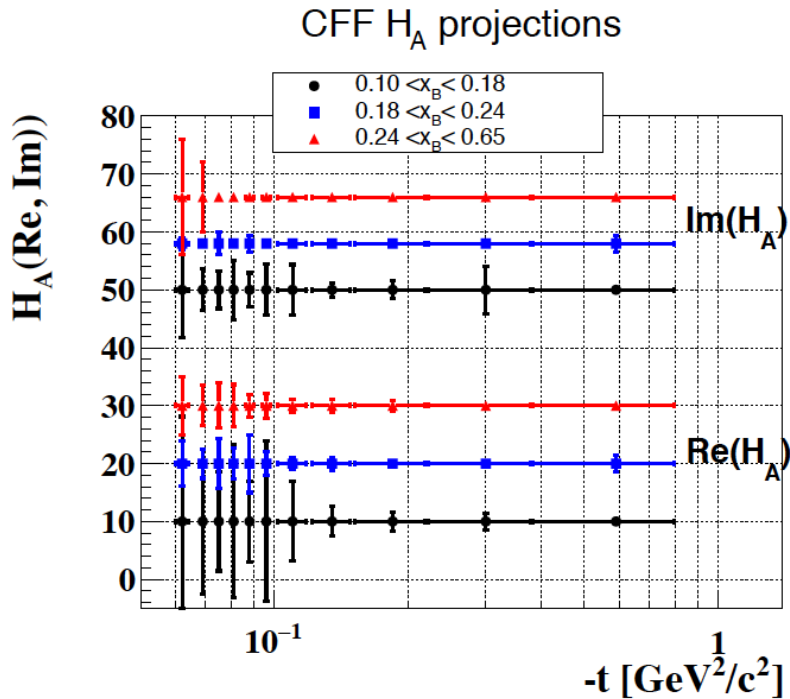 CFF H_A projections
0.10 <x_B< 0.18
0.18 <x_B< 0.24
0.24 <x_B< 0.65
H_A(Re, Im))
80
70
60
50
40
30
20
10
0
Im(H_A)
Re(H_A)
10^−1
1
-t [GeV^2/c^2]